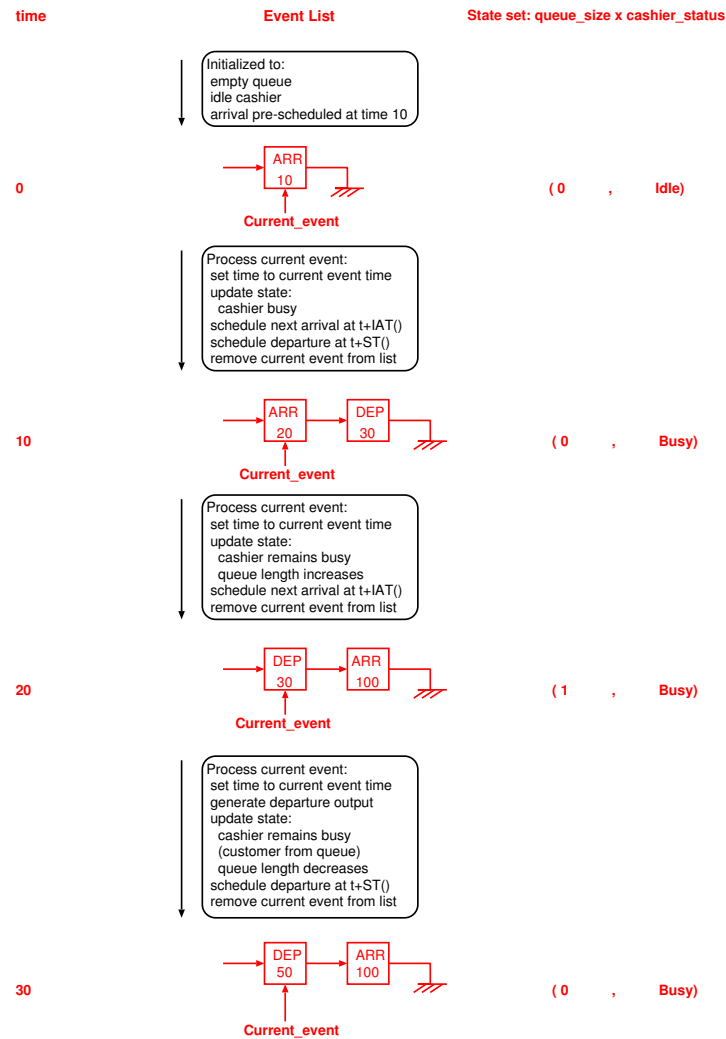 time Event List State set: queue_size x cashier_status
Initialized to:
empty queue
idle cashier
arrival pre-scheduled at time 10
ARR
10
0 ( 0 , Idle)
Current_event
Process current event:
set time to current event time
update state:
cashier busy
schedule next arrival at t+IAT()
schedule departure at t+ST()
remove current event from list
ARR DEP
20 30
10 ( 0 , Busy)
Current_event
Process current event:
set time to current event time
update state:
cashier remains busy
queue length increases
schedule next arrival at t+IAT()
remove current event from list
DEP ARR
30 100
20 ( 1 , Busy)
Current_event
Process current event:
set time to current event time
generate departure output
update state:
cashier remains busy
(customer from queue)
queue length decreases
schedule departure at t+ST()
remove current event from list
DEP ARR
50 100
30 ( 0 , Busy)
Current_event